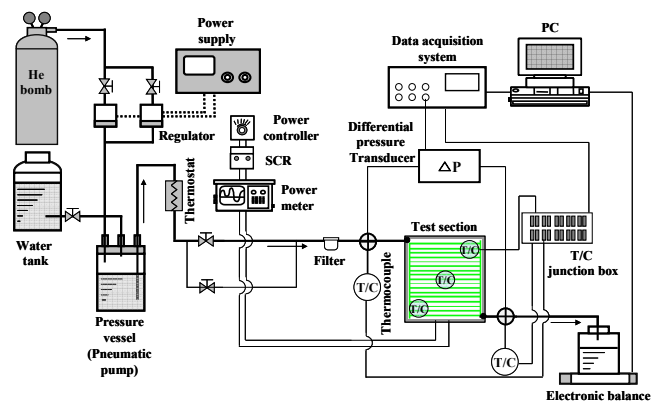 Power
supply
PC
Data acquisition
system
He
bomb
Power
controller
Regulator
Differential
pressure
Transducer
ΔP
SCR
Thermostat
Power
meter
Water
tank
Test section
T/C
T/C
T/C
T/C
junction box
Filter
Thermocouple
T/C
T/C
Pressure
vessel
(Pneumatic
pump)
Electronic balance